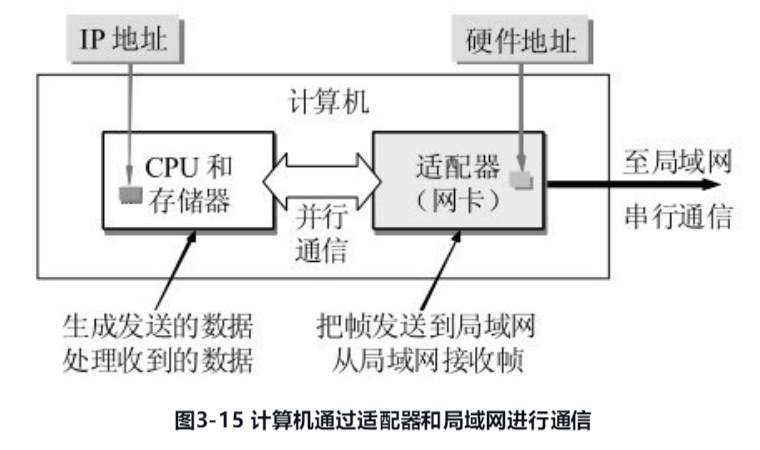 IP 地址
硬件地址
计算机
CPU 和
存储器
并行
通信
适配器
（网卡）
至局域网
串行通信
生成发送的数据
处理收到的数据
把帧发送到局域网
从局域网接收帧
图3-15 计算机通过适配器和局域网进行通信